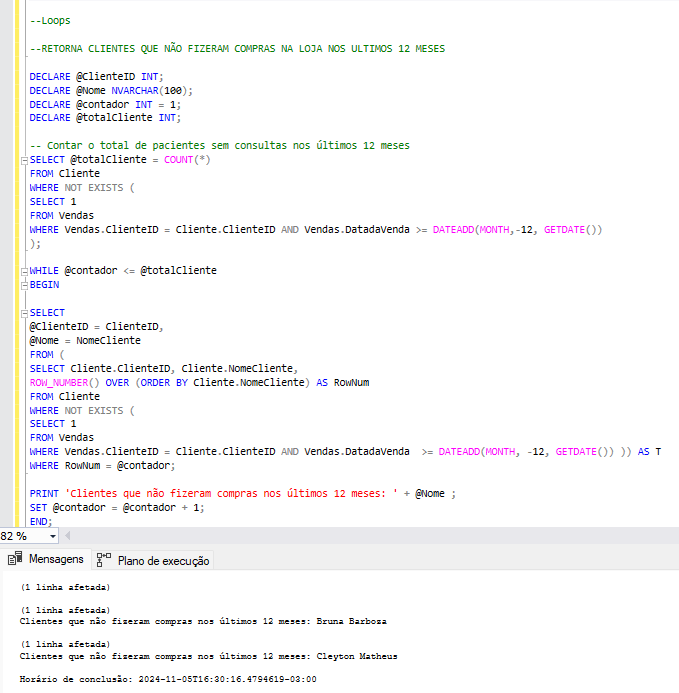 --Loops
--RETORNA CLIENTES QUE NÃO FIZERAM COMPRAS NA LOJA NOS ULTIMOS 12 MESES
DECLARE @ClienteID INT;
DECLARE @Nome NVARCHAR(100);
DECLARE @contador INT = 1;
DECLARE @totalCliente INT;
-- Contar o total de pacientes sem consultas nos últimos 12 meses
SELECT @totalCliente = COUNT(*)
FROM Cliente
WHERE NOT EXISTS (
SELECT 1
FROM Vendas
WHERE Vendas.ClienteID = Cliente.ClienteID AND Vendas.DatadaVenda >= DATEADD(MONTH,-12, GETDATE())
);
WHILE @contador <= @totalCliente
BEGIN
SELECT
@ClienteID = ClienteID,
@Nome = NomeCliente
FROM (
SELECT Cliente.ClienteID, Cliente.NomeCliente,
ROW_NUMBER() OVER (ORDER BY Cliente.NomeCliente) AS RowNum
FROM Cliente
WHERE NOT EXISTS (
SELECT 1
FROM Vendas
WHERE Vendas.ClienteID = Cliente.ClienteID AND Vendas.DatadaVenda  >= DATEADD(MONTH, -12, GETDATE()) )) AS T
WHERE RowNum = @contador;
PRINT 'Clientes que não fizeram compras nos últimos 12 meses: ' + @Nome ;
SET @contador = @contador + 1;
END;
82 %
Mensagens Plano de execução
(1 linha afetada)
(1 linha afetada)
Clientes que não fizeram compras nos últimos 12 meses: Bruna Barboza
(1 linha afetada)
Clientes que não fizeram compras nos últimos 12 meses: Cleyton Matheus
Horário de conclusão: 2024-11-05T16:30:16.4794619-03:00